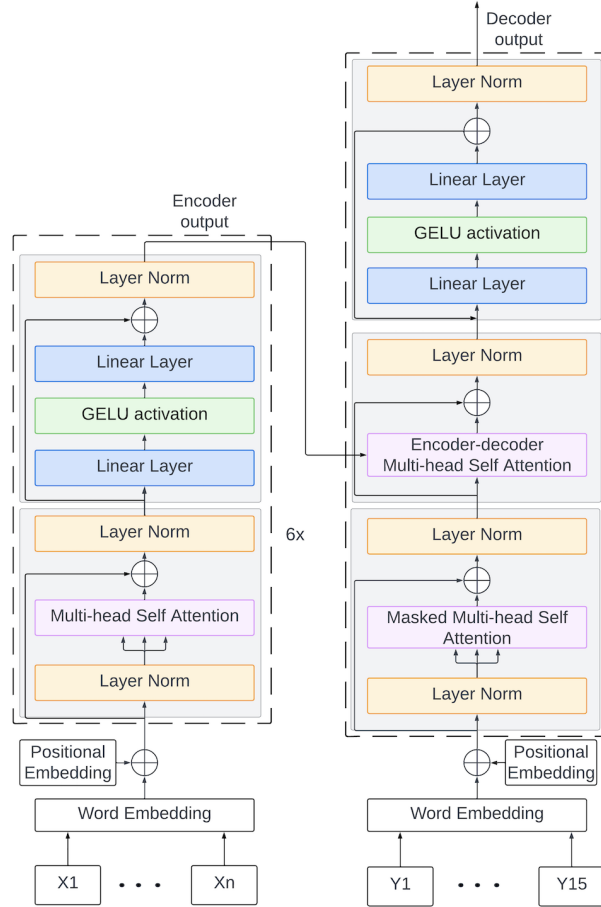 Decoder
output
Layer Norm
Linear Layer
GELU activation
Linear Layer
Layer Norm
Encoder-decoder
Multi-head Self Attention
Layer Norm
Masked Multi-head Self
Attention
Layer Norm
Positional
Embedding
Word Embedding
Y1
• • •
Y15
Encoder
output
Layer Norm
Linear Layer
GELU activation
Linear Layer
Layer Norm
Multi-head Self Attention
Layer Norm
6x
Positional
Embedding
Word Embedding
X1
• • •
Xn